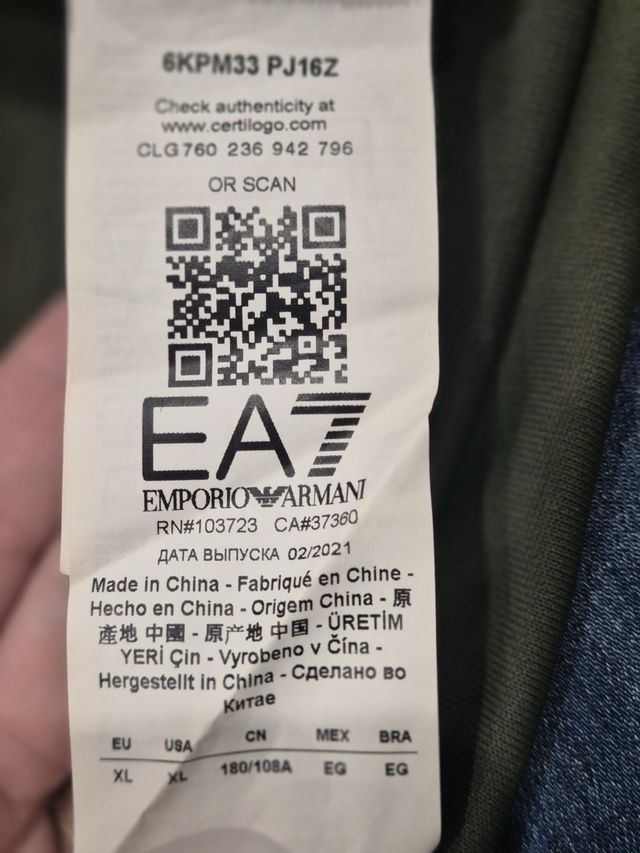 6KPM33 PJ16Z
Check authenticity at
www.certilogo.com
CLG 760 236 942 796
OR SCAN
EA7
EMPORIO ARMANI
RN#103723 CA#37360
ДАТА ВЫПУСКА 02/2021
Made in China - Fabriqué en Chine -
Hecho en China - Origem China - 原
產地 中國 - 原产地 中国 - ÜRETİM
YERİ Çin - Vyrobeno v Čína -
Hergestellt in China - Сделано во
Китае
EU USA CN MEX BRA
XL XL 180/108A EG EG